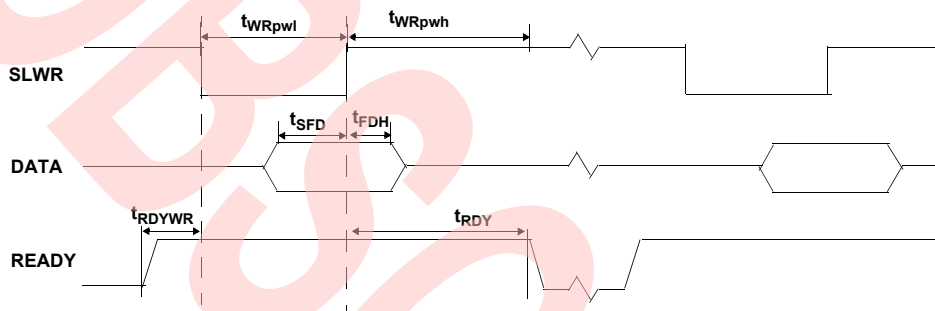 tWRpwl tWRpwh
SLWR
tSFD tFDH
DATA
tRDYWR tRDY
READY